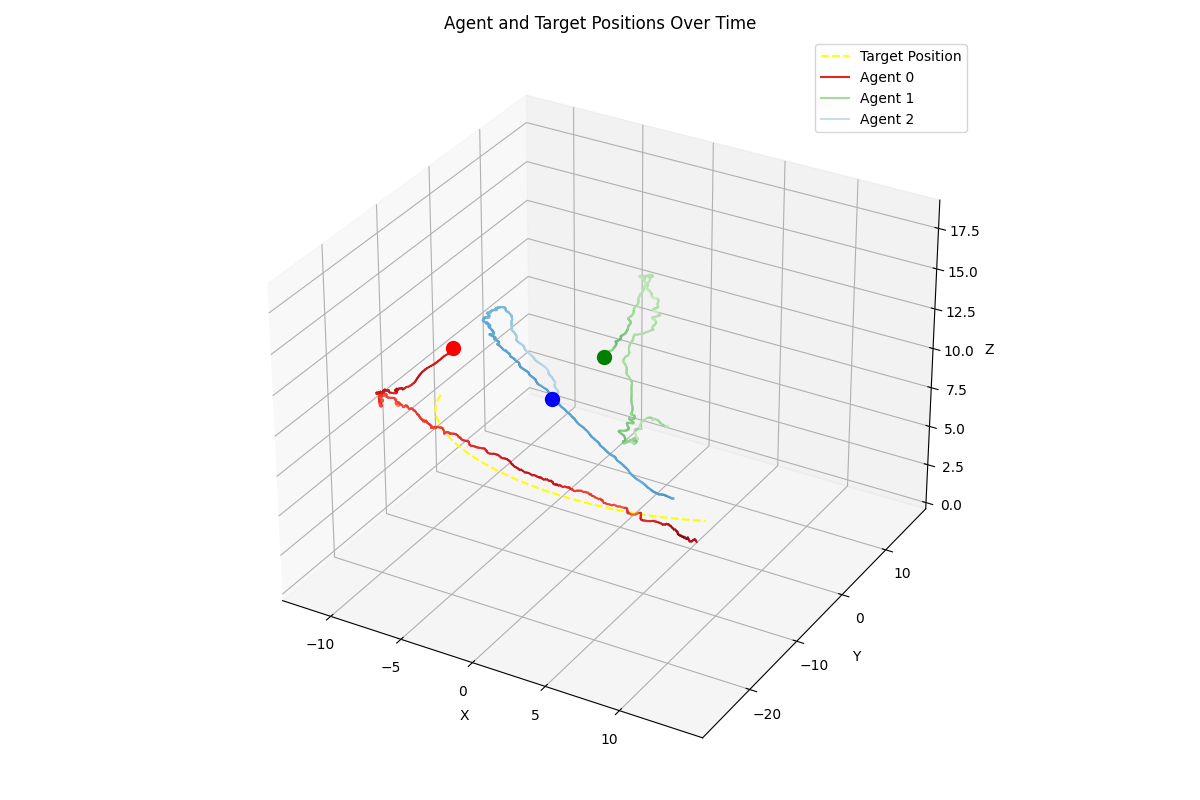 Agent and Target Positions Over Time
Target Position
Agent 0
Agent 1
Agent 2
17.5
15.0
12.5
10.0
7.5
5.0
2.5
0.0
Z
10
0
−10
−20
Y
−10
−5
0
5
10
X